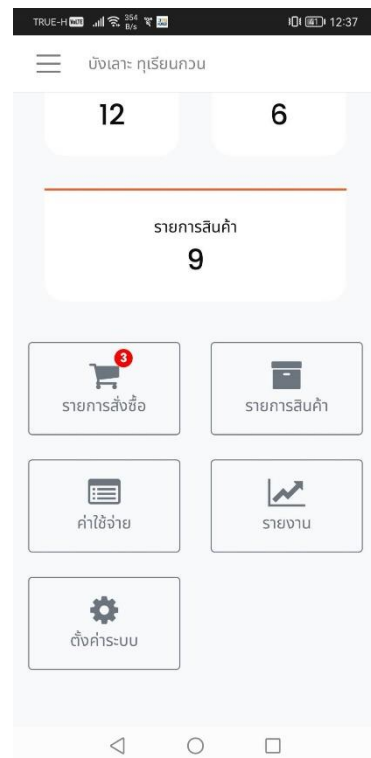 TRUE-H VoLTE 354 B/s 41 12:37
บังเลาะ ทุเรียนกวน
12 6
รายการสินค้า
9
3
รายการสั่งซื้อ รายการสินค้า
ค่าใช้จ่าย รายงาน
ตั้งค่าระบบ